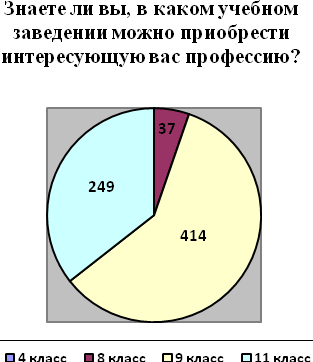 Знаете ли вы, в каком учебном
заведении можно приобрести
интересующую вас профессию?
37
249
414
4 класс 8 класс 9 класс 11 класс